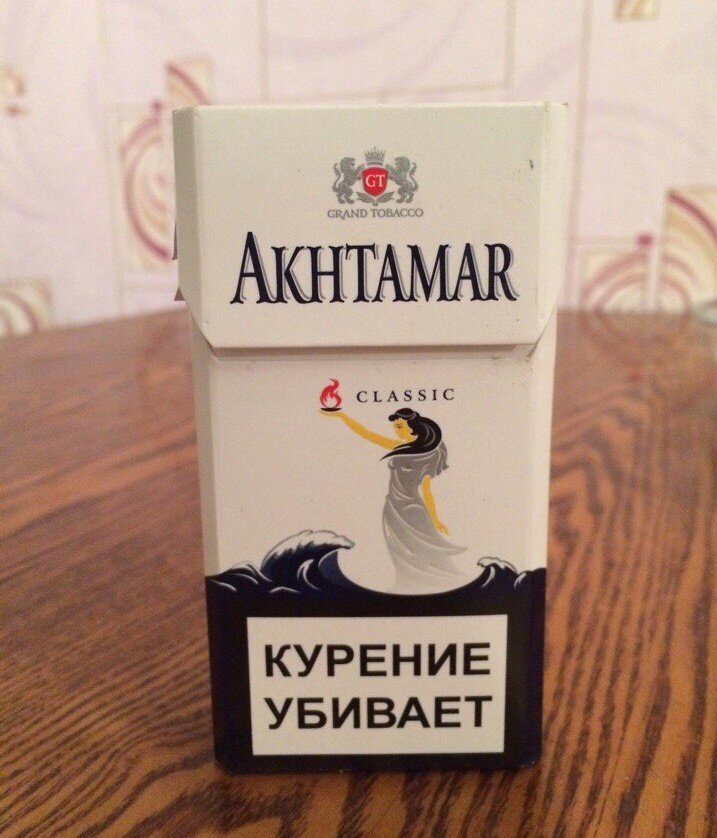 GT
GRAND TOBACCO
AKHTAMAR
CLASSIC
КУРЕНИЕ
УБИВАЕТ